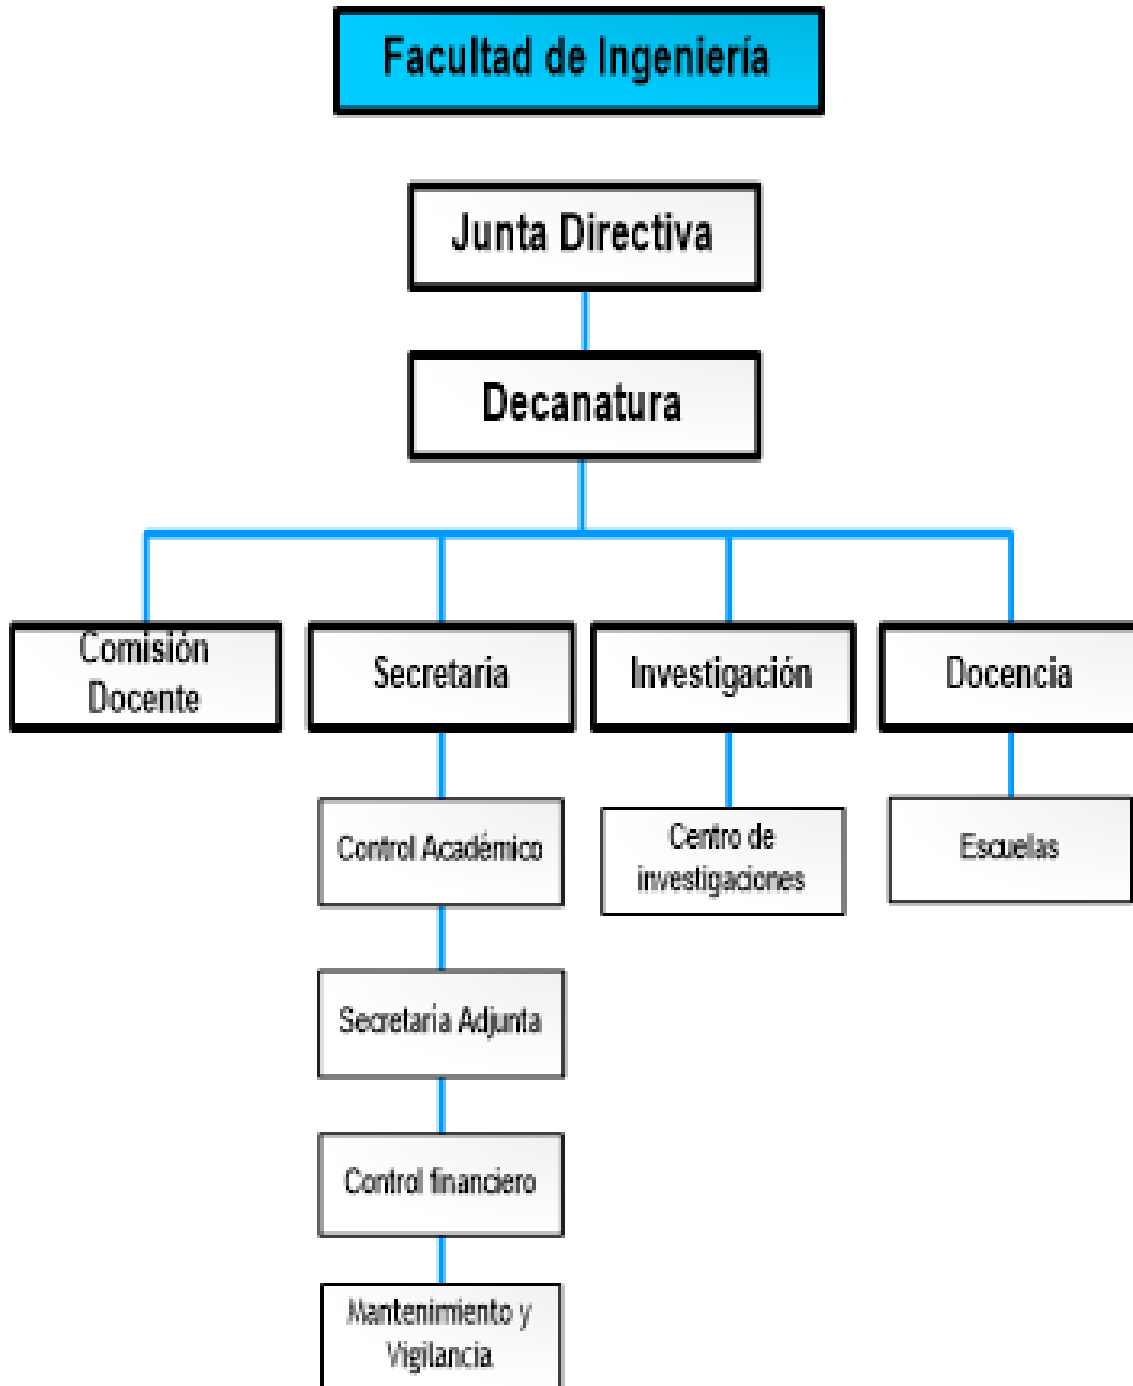 Facultad de Ingeniería
Junta Directiva
Decanatura
Comisión
Docente
Secretaria
Investigación
Docencia
Control Académico
Centro de
investigaciones
Escuelas
Secretaria Adjunta
Control financiero
Mantenimiento y
Vigilancia